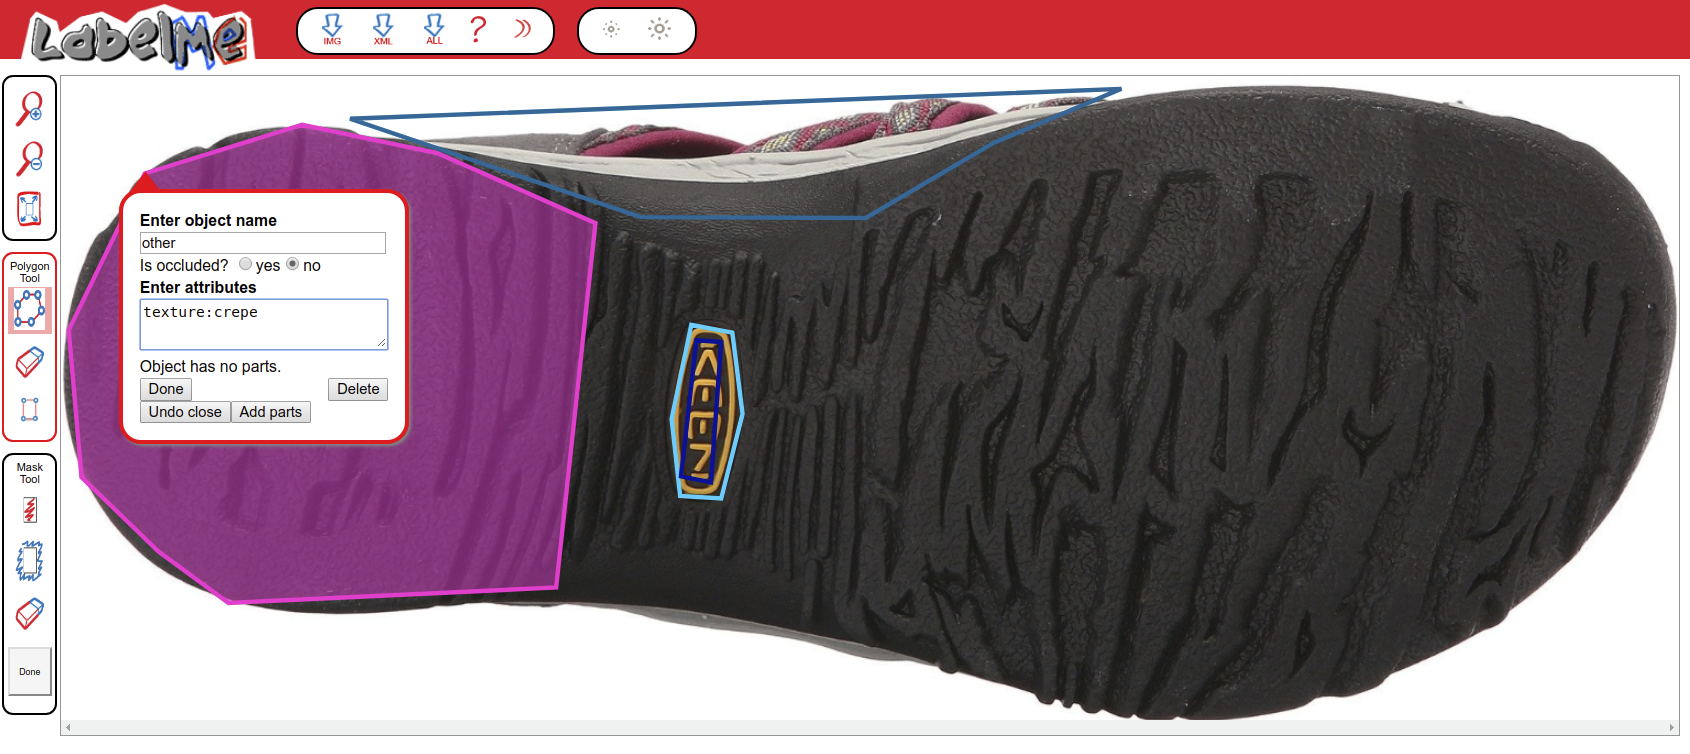 LabelMe
IMG
XML
ALL
?
Polygon
Tool
Enter object name
other
Is occluded? yes no
Enter attributes
texture:crepe
Object has no parts.
Done Delete
Undo close Add parts
KEEN
Mask
Tool
Done